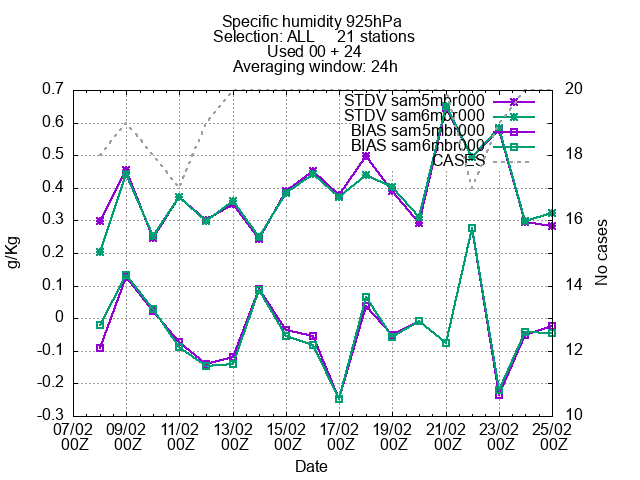 Specific humidity 925hPa
Selection: ALL 21 stations
Used 00 + 24
Averaging window: 24h
STDV sam5mbr000
STDV sam6mbr000
BIAS sam5mbr000
BIAS sam6mbr000
CASES
0.7
0.6
0.5
0.4
0.3
0.2
0.1
0
-0.1
-0.2
-0.3
g/Kg
20
18
16
14
12
10
No cases
07/02 09/02 11/02 13/02 15/02 17/02 19/02 21/02 23/02 25/02
00Z 00Z 00Z 00Z 00Z 00Z 00Z 00Z 00Z 00Z
Date